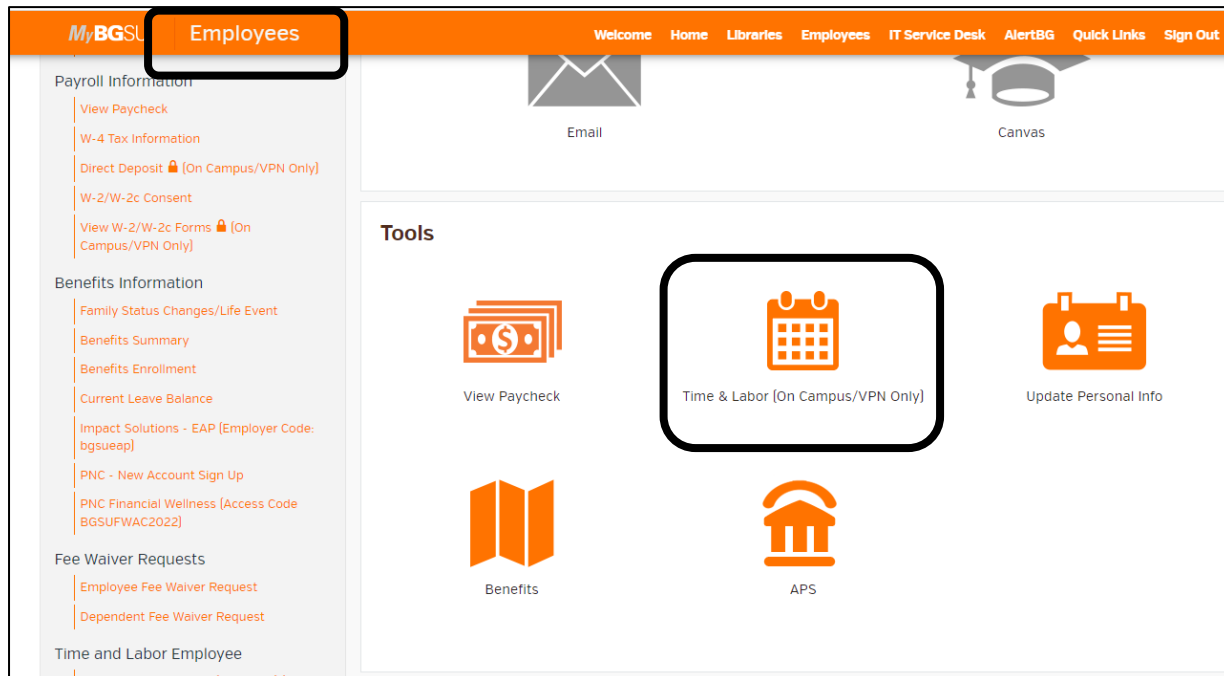 MyBGSU Employees
Welcome Home Libraries Employees IT Service Desk AlertBG Quick Links Sign Out
Payroll Information
View Paycheck
W-4 Tax Information
Direct Deposit (On Campus/VPN Only)
W-2/W-2c Consent
View W-2/W-2c Forms (On
Campus/VPN Only)
Benefits Information
Family Status Changes/Life Event
Benefits Summary
Benefits Enrollment
Current Leave Balance
Impact Solutions - EAP (Employer Code:
bgsueap)
PNC - New Account Sign Up
PNC Financial Wellness (Access Code
BGSUFWAC2022)
Fee Waiver Requests
Employee Fee Waiver Request
Dependent Fee Waiver Request
Time and Labor Employee
Email
Canvas
Tools
View Paycheck
Time & Labor (On Campus/VPN Only)
Update Personal Info
Benefits
APS